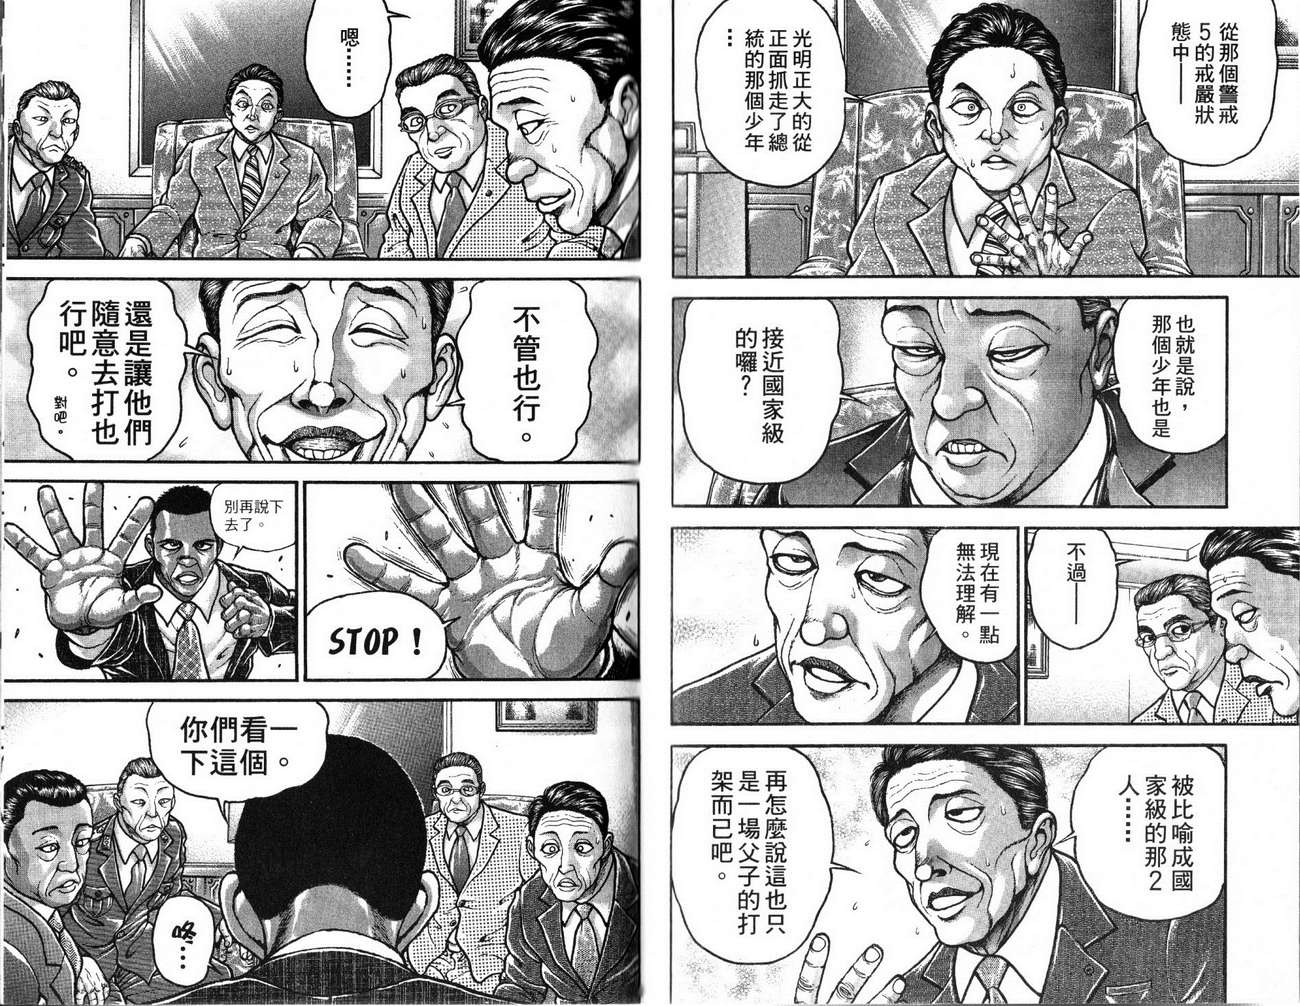 從那個警戒
5的戒嚴狀
態中——
光明正大的從
正面抓走了總
統的那個少年
…
也就是說，
那個少年也是
接近國家級
的囉？
不過——
現在有一點
無法理解。
被比喻成國
家級的那2
人……
再怎麼說這也只
是一場父子的打
架而已吧。
嗯……
不管也行。
還是讓他們
隨意去打也
行吧。
對吧。
STOP！
別再說下
去了。
你們看一
下這個。
咚…